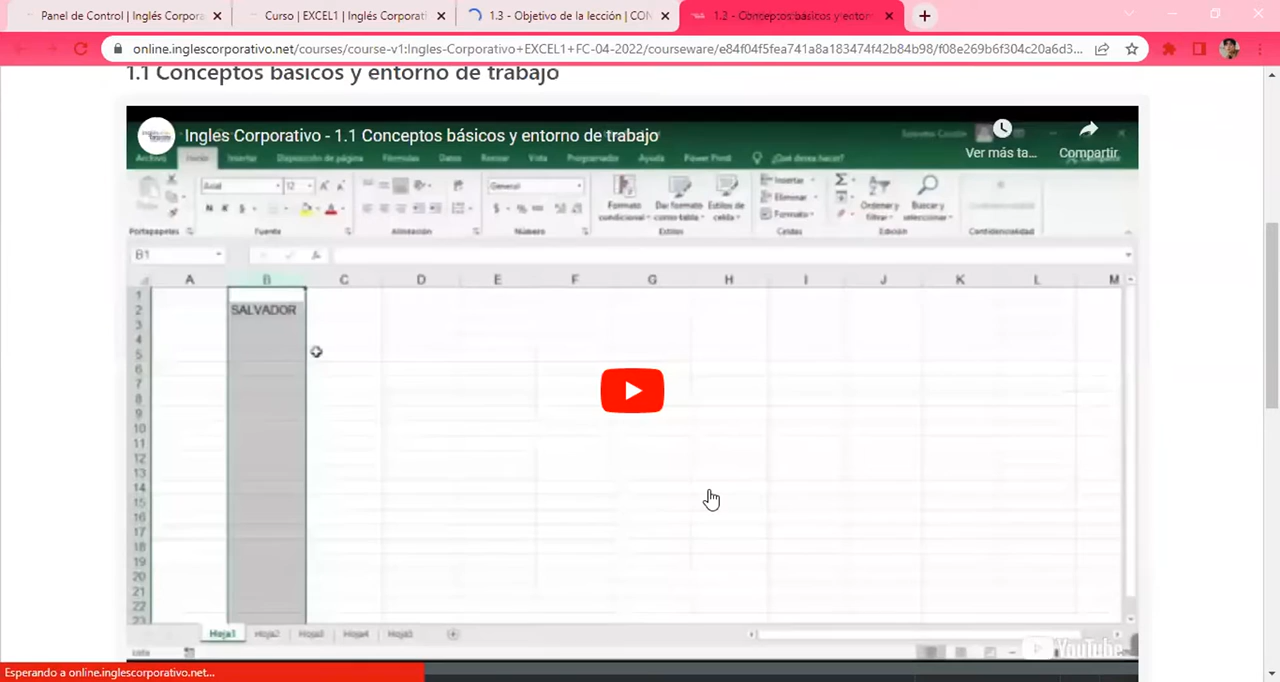 Panel de Control | Inglés Corpora
Curso | EXCEL1 | Inglés Corporati
1.3 - Objetivo de la lección | CON
1.2 - Conceptos básicos y entorn
online.inglescorporativo.net/courses/course-v1:Ingles-Corporativo+EXCEL1+FC-04-2022/courseware/e84f04f5fea741a8a183474f42b84b98/f08e269b6f304c20a6d3...
1.1 Conceptos básicos y entorno de trabajo
Ingles Corporativo - 1.1 Conceptos básicos y entorno de trabajo
Ver más ta...
Compartir
Archivo Inicio Insertar Disposición de página Fórmulas Datos Revisar Vista Programador Ayuda Power Pivot ¿Qué desea hacer?
Arial 12 General
Insertar
Eliminar
Formato
N K S
$ % 000
Formato condicional
Dar formato como tabla
Estilos de celda
Ordenar y filtrar
Buscar y seleccionar
Portapapeles Fuente Alineación Número Estilos Celdas Edición Confidencialidad
B1 fx
A B C D E F G H I J K L M
1
2 SALVADOR
3
4
5
6
7
8
9
10
11
12
13
14
15
16
17
18
19
20
21
22
23
Hoja1 Hoja2 Hoja3 Hoja4 Hoja5
Listo
YouTube
Esperando a online.inglescorporativo.net...